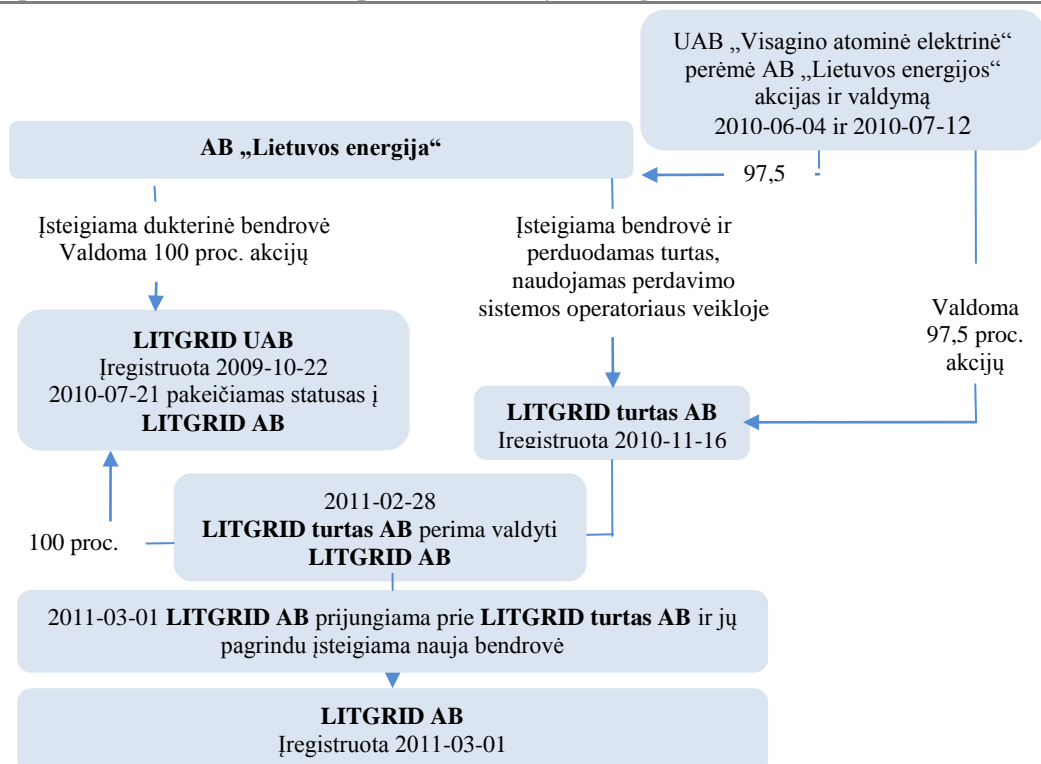 UAB „Visagino atominė elektrinė“
perėmė AB „Lietuvos energijos“
akcijas ir valdymą
2010-06-04 ir 2010-07-12
AB „Lietuvos energija“
97,5
Įsteigiama dukterinė bendrovė
Valdoma 100 proc. akcijų
Įsteigiama bendrovė ir
perduodamas turtas,
naudojamas perdavimo
sistemos operatoriaus veikloje
Valdoma
97,5 proc.
akcijų
LITGRID UAB
Įregistruota 2009-10-22
2010-07-21 pakeičiamas statusas į
LITGRID AB
LITGRID turtas AB
Iregistruota 2010-11-16
100 proc.
2011-02-28
LITGRID turtas AB perima valdyti
LITGRID AB
2011-03-01 LITGRID AB prijungiama prie LITGRID turtas AB ir jų
pagrindu įsteigiama nauja bendrovė
LITGRID AB
Įregistruota 2011-03-01